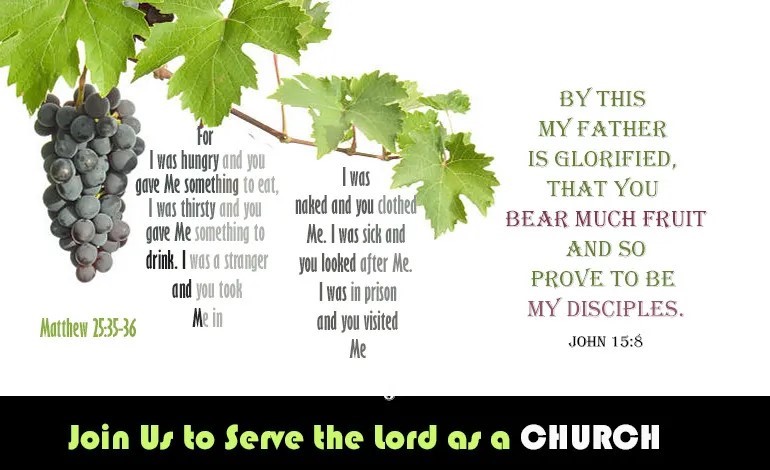 For
I was hungry and you
gave Me something to eat,
I was thirsty and you
gave Me something to
drink. I was a stranger
and you took
Me in
I was
naked and you clothed
Me. I was sick and
you looked after Me.
I was in prison
and you visited
Me
Matthew 25:35-36
BY THIS
MY FATHER
IS GLORIFIED,
THAT YOU
BEAR MUCH FRUIT
AND SO
PROVE TO BE
MY DISCIPLES.
JOHN 15:8
Join Us to Serve the Lord as a CHURCH